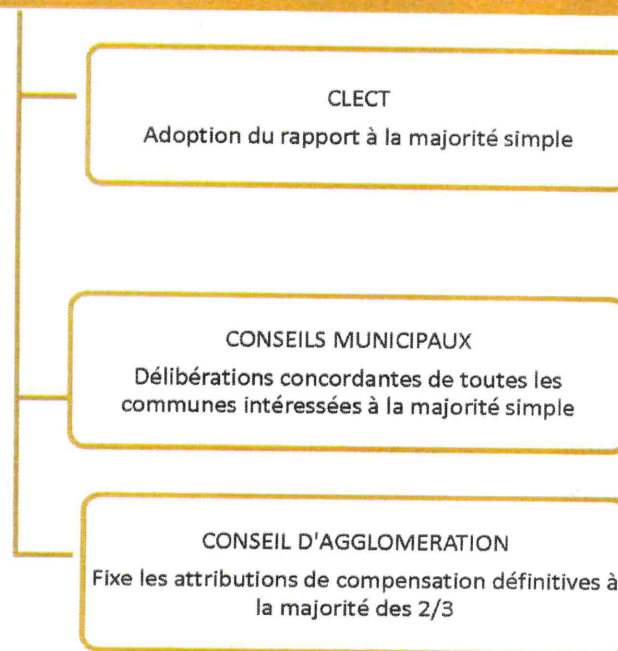 CLECT
Adoption du rapport à la majorité simple
CONSEILS MUNICIPAUX
Délibérations concordantes de toutes les
communes intéressées à la majorité simple
CONSEIL D'AGGLOMERATION
Fixe les attributions de compensation définitives à
la majorité des 2/3